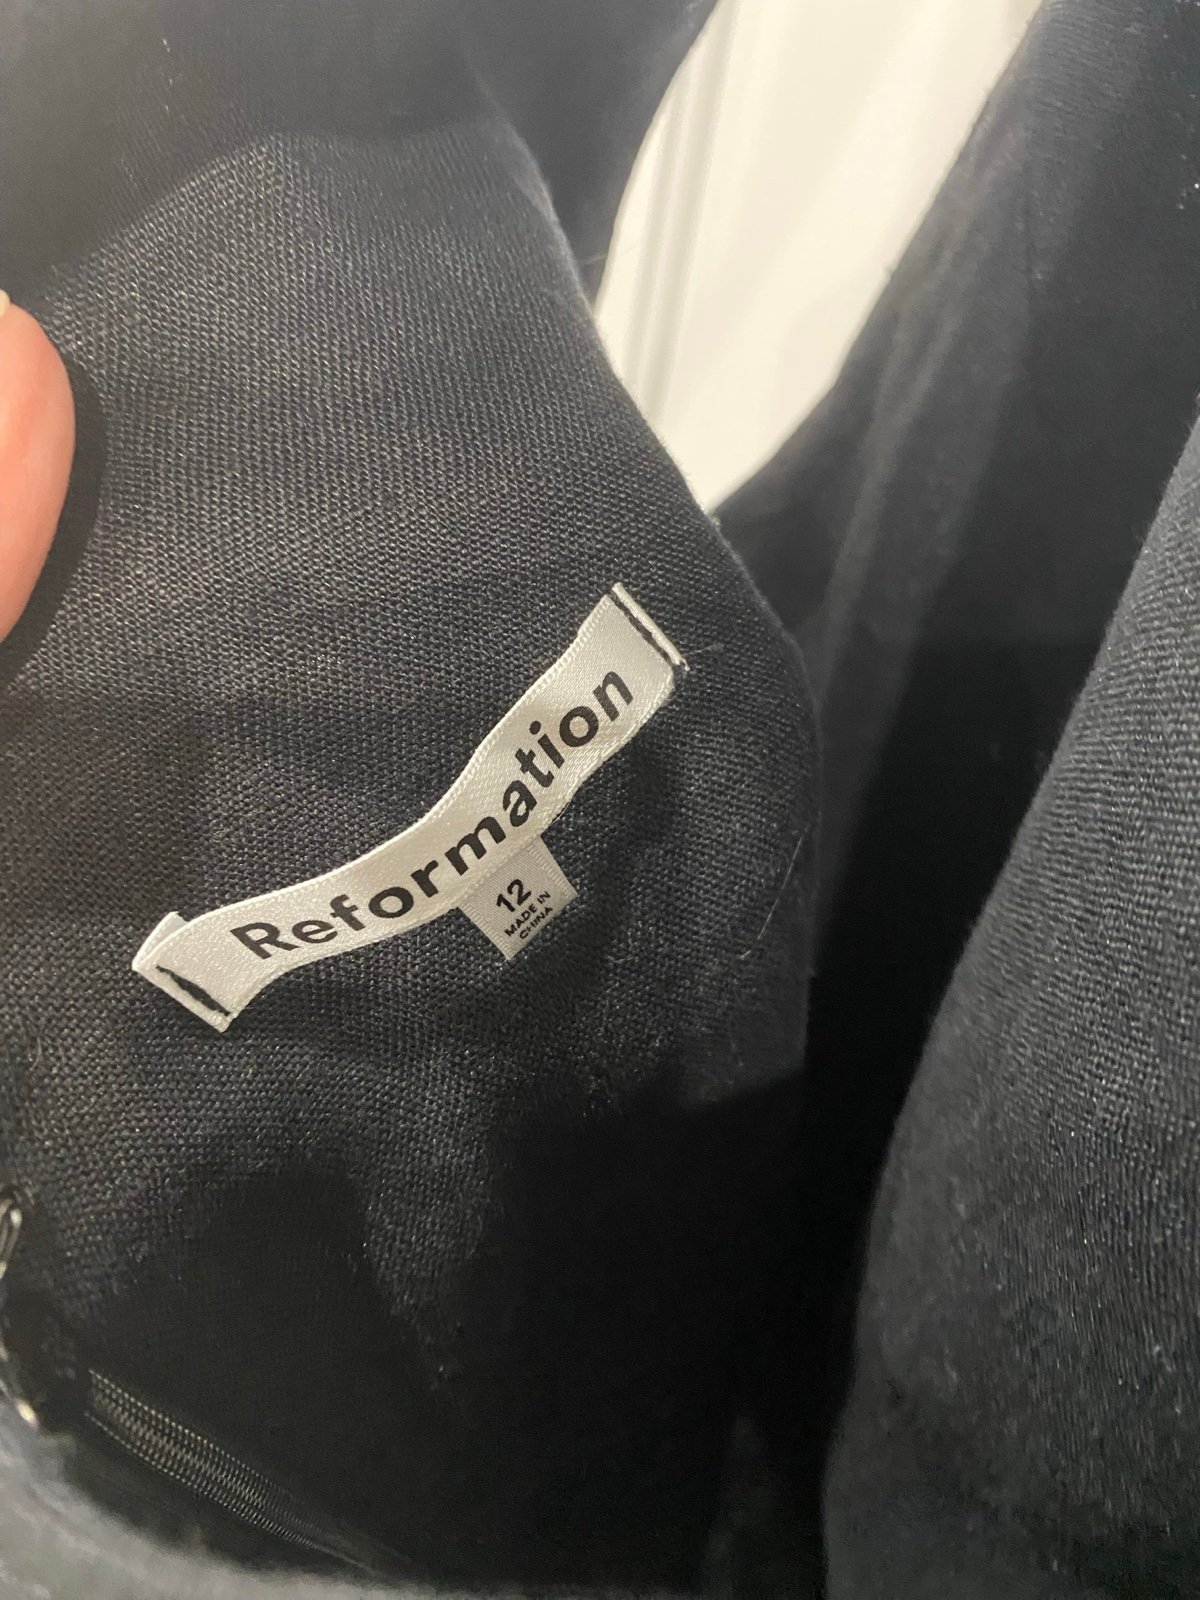 Reformation
12
MADE IN
CHINA